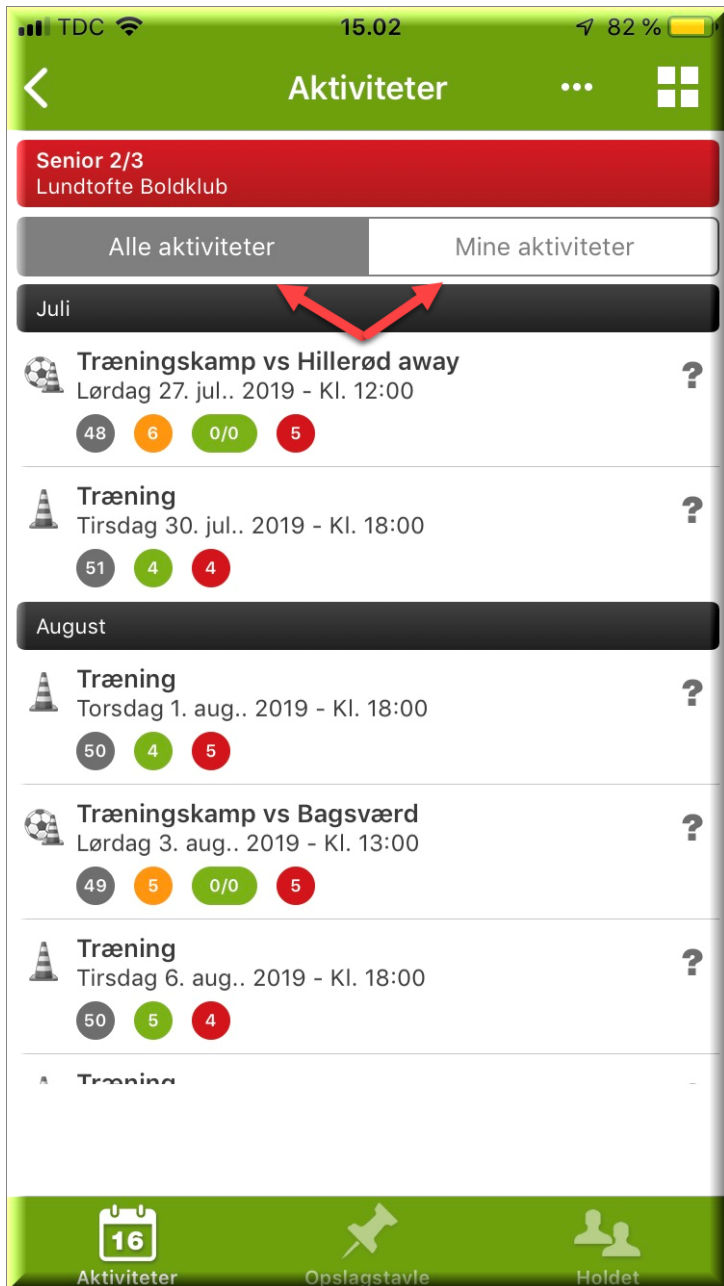 TDC 15.02 82 %
Aktiviteter
Senior 2/3
Lundtofte Boldklub
Alle aktiviteter Mine aktiviteter
Juli
Træningskamp vs Hillerød away
Lørdag 27. jul.. 2019 - Kl. 12:00
?
48 6 0/0 5
Træning
Tirsdag 30. jul.. 2019 - Kl. 18:00
?
51 4 4
August
Træning
Torsdag 1. aug.. 2019 - Kl. 18:00
?
50 4 5
Træningskamp vs Bagsværd
Lørdag 3. aug.. 2019 - Kl. 13:00
?
49 5 0/0 5
Træning
Tirsdag 6. aug.. 2019 - Kl. 18:00
?
50 5 4
Træning
16
Aktiviteter Opslagstavle Holdet